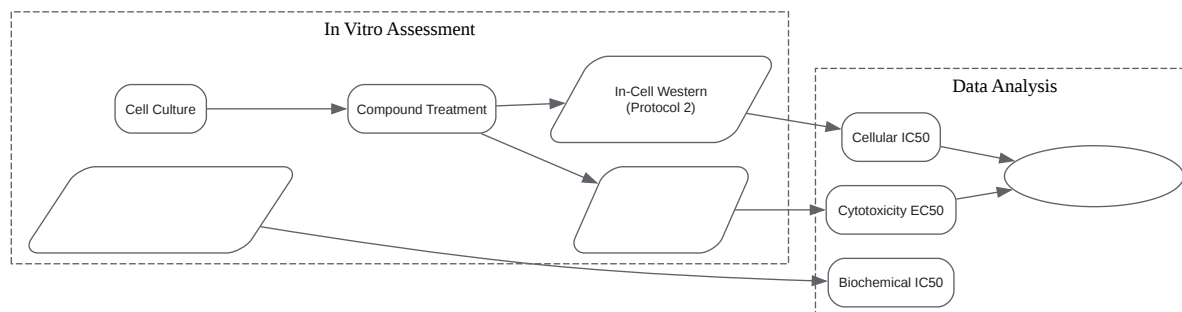 In Vitro Assessment
Cell Culture
Compound Treatment
In-Cell Western
(Protocol 2)
Data Analysis
Cellular IC50
Cytotoxicity EC50
Biochemical IC50